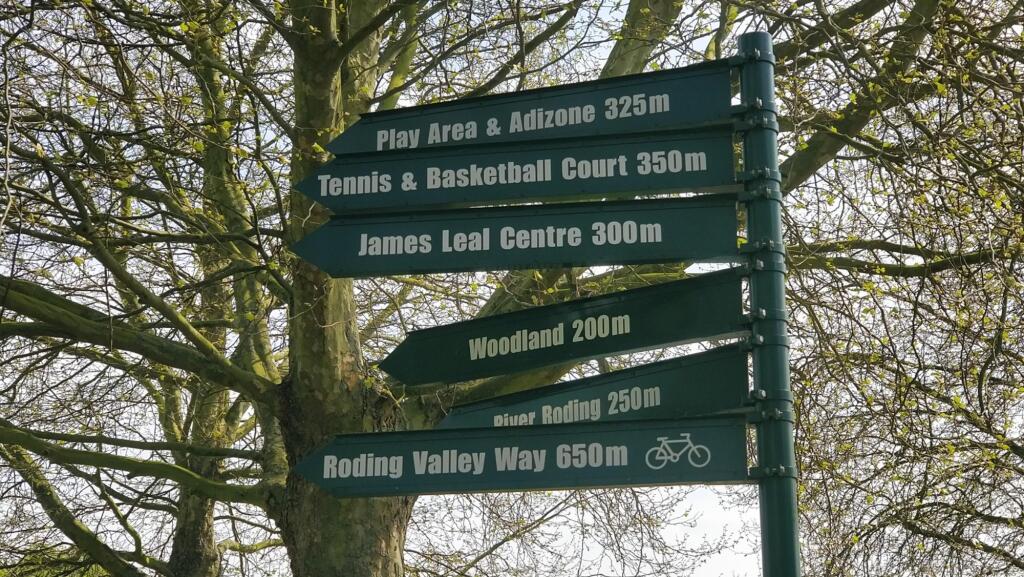 Play Area & Adizone 325m
Tennis & Basketball Court 350m
James Leal Centre 300m
Woodland 200m
River Roding 250m
Roding Valley Way 650m